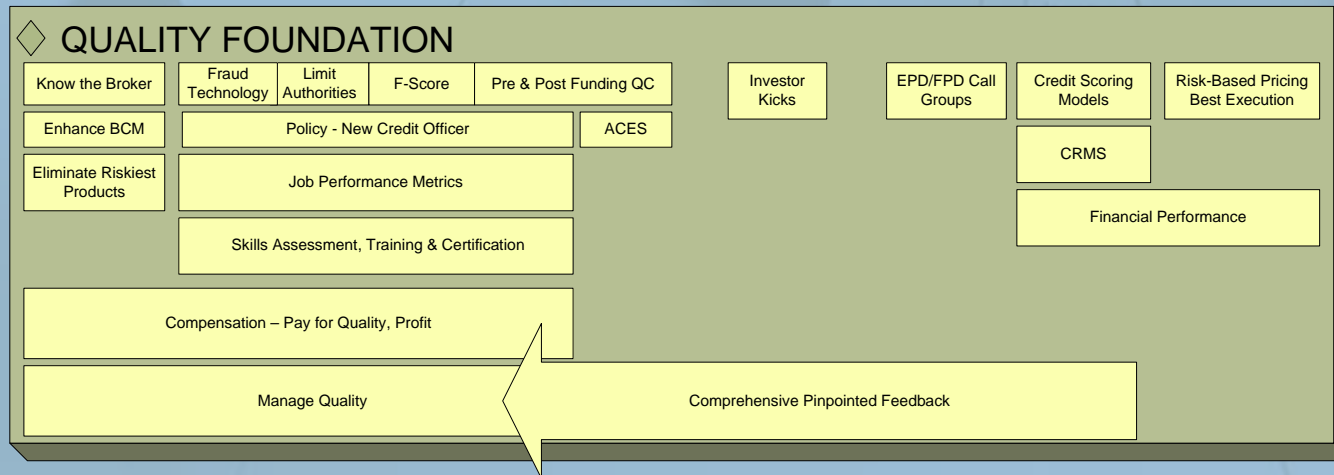 QUALITY FOUNDATION
Know the Broker
Fraud
Technology
Limit
Authorities
F-Score
Pre & Post Funding QC
Investor
Kicks
EPD/FPD Call
Groups
Credit Scoring
Models
Risk-Based Pricing
Best Execution
Enhance BCM
Policy - New Credit Officer
ACES
CRMS
Eliminate Riskiest
Products
Job Performance Metrics
Financial Performance
Skills Assessment, Training & Certification
Compensation – Pay for Quality, Profit
Manage Quality
Comprehensive Pinpointed Feedback